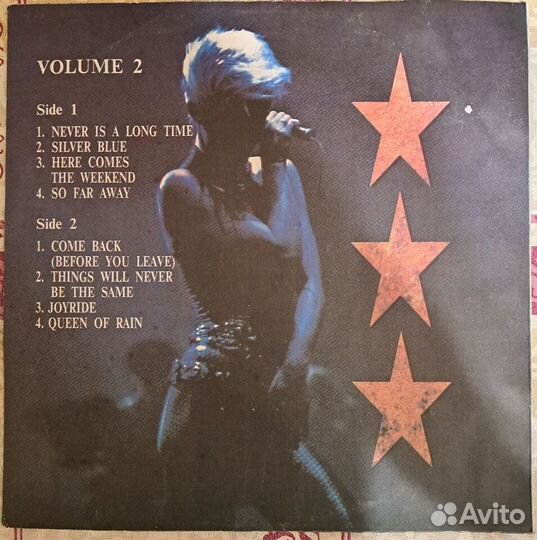 VOLUME 2
Side 1
1. NEVER IS A LONG TIME
2. SILVER BLUE
3. HERE COMES
THE WEEKEND
4. SO FAR AWAY
Side 2
1. COME BACK
(BEFORE YOU LEAVE)
2. THINGS WILL NEVER
BE THE SAME
3. JOYRIDE
4. QUEEN OF RAIN
Avito